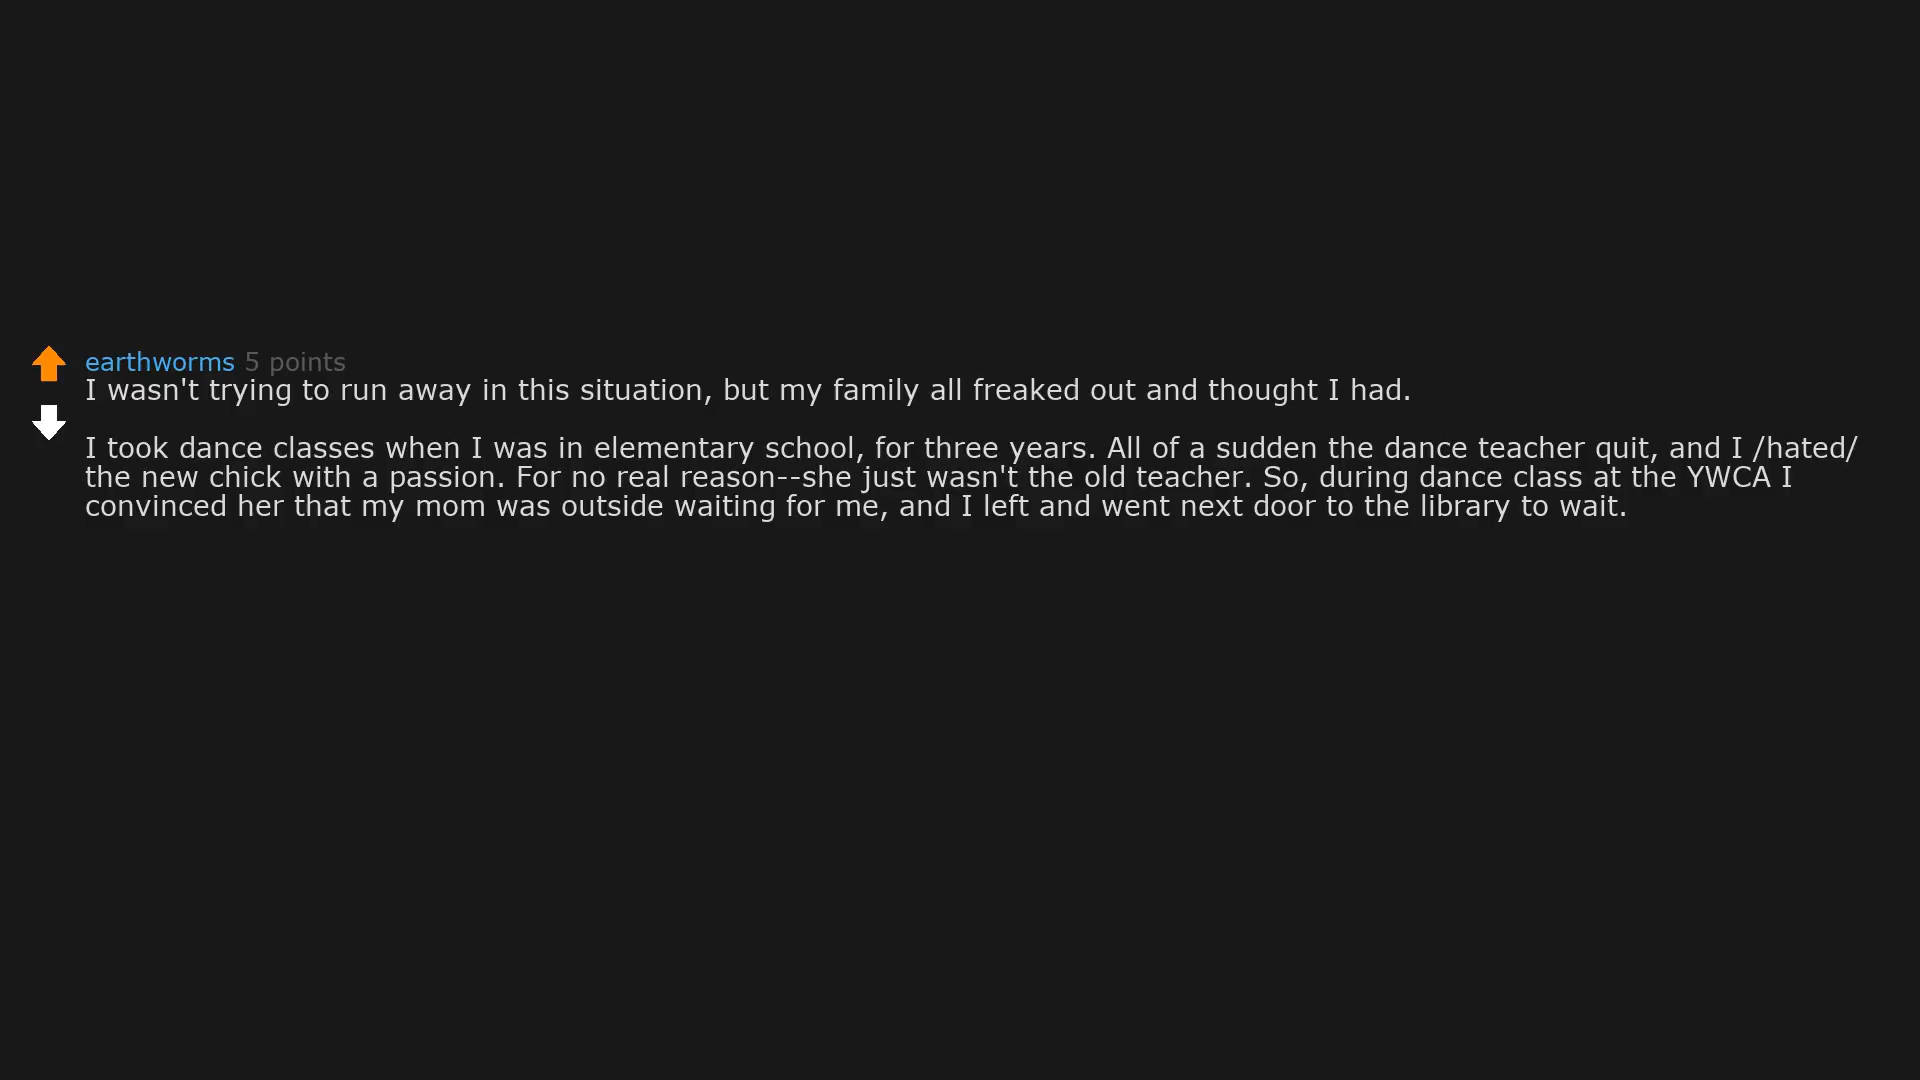 earthworms 5 points
I wasn't trying to run away in this situation, but my family all freaked out and thought I had.
I took dance classes when I was in elementary school, for three years. All of a sudden the dance teacher quit, and I /hated/
the new chick with a passion. For no real reason--she just wasn't the old teacher. So, during dance class at the YWCA I
convinced her that my mom was outside waiting for me, and I left and went next door to the library to wait.